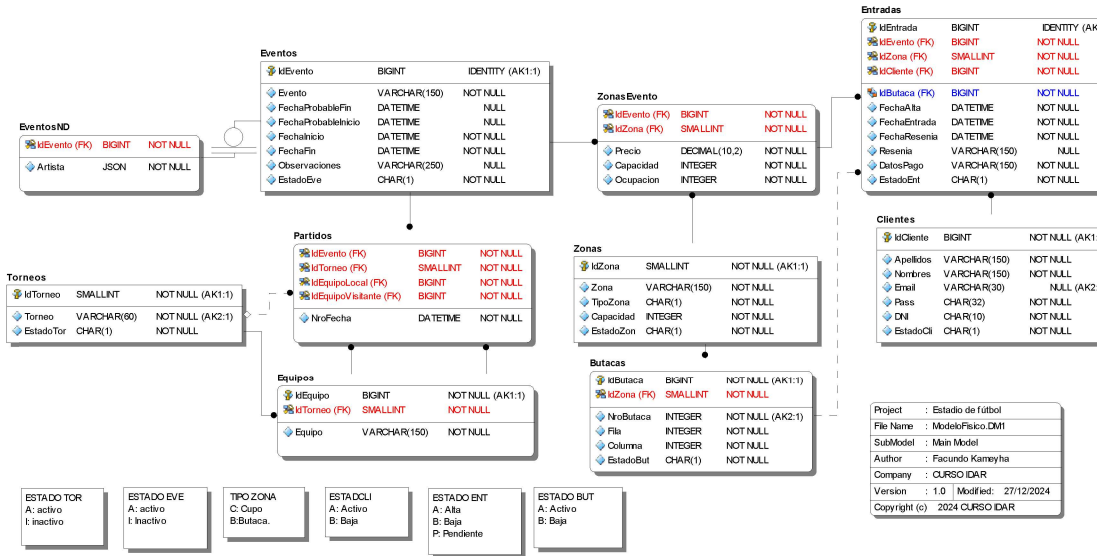 Entradas
IdEntrada BIGINT IDENTITY (AK
IdEvento (FK) BIGINT NOT NULL
IdZona (FK) SMALLINT NOT NULL
IdCliente (FK) BIGINT NOT NULL
IdButaca (FK) BIGINT NOT NULL
FechaAlta DATETIME NOT NULL
FechaEntrada DATETIME NOT NULL
FechaResenia DATETIME NOT NULL
Resenia VARCHAR(150) NULL
DatosPago VARCHAR(150) NOT NULL
EstadoEnt CHAR(1) NOT NULL
Eventos
IdEvento BIGINT IDENTITY (AK1:1)
Evento VARCHAR(150) NOT NULL
FechaProbableFin DATETIME NULL
FechaProbableInicio DATETIME NULL
FechaInicio DATETIME NOT NULL
FechaFin DATETIME NOT NULL
Observaciones VARCHAR(250) NULL
EstadoEve CHAR(1) NOT NULL
ZonasEvento
IdEvento (FK) BIGINT NOT NULL
IdZona (FK) SMALLINT NOT NULL
Precio DECIMAL(10,2) NOT NULL
Capacidad INTEGER NOT NULL
Ocupacion INTEGER NOT NULL
EventosND
IdEvento (FK) BIGINT NOT NULL
Artista JSON NOT NULL
Clientes
IdCliente BIGINT NOT NULL (AK1:
Apellidos VARCHAR(150) NOT NULL
Nombres VARCHAR(150) NOT NULL
Email VARCHAR(30) NULL (AK2:
Pass CHAR(32) NOT NULL
DNI CHAR(10) NOT NULL
EstadoCli CHAR(1) NOT NULL
Partidos
IdEvento (FK) BIGINT NOT NULL
IdTorneo (FK) SMALLINT NOT NULL
IdEquipoLocal (FK) BIGINT NOT NULL
IdEquipoVisitante (FK) BIGINT NOT NULL
NroFecha DATETIME NOT NULL
Zonas
IdZona SMALLINT NOT NULL (AK1:1)
Zona VARCHAR(150) NOT NULL
TipoZona CHAR(1) NOT NULL
Capacidad INTEGER NOT NULL
EstadoZon CHAR(1) NOT NULL
Torneos
IdTorneo SMALLINT NOT NULL (AK1:1)
Torneo VARCHAR(60) NOT NULL (AK2:1)
EstadoTor CHAR(1) NOT NULL
Equipos
IdEquipo BIGINT NOT NULL (AK1:1)
IdTorneo (FK) SMALLINT NOT NULL
Equipo VARCHAR(150) NOT NULL
Butacas
IdButaca BIGINT NOT NULL (AK1:1)
IdZona (FK) SMALLINT NOT NULL
NroButaca INTEGER NOT NULL (AK2:1)
Fila INTEGER NOT NULL
Columna INTEGER NOT NULL
EstadoBut CHAR(1) NOT NULL
Project : Estadio de fútbol
File Name : ModeloFisico.DM1
SubModel : Main Model
Author : Facundo Kameyha
Company : CURSO IDAR
Version : 1.0 Modified: 27/12/2024
Copyright (c) 2024 CURSO IDAR
ESTADO TOR
A: activo
I: inactivo
ESTADO EVE
A: activo
I: Inactivo
TIPO ZONA
C: Cupo
B:Butaca.
ESTADCLI
A: Activo
B: Baja
ESTADO ENT
A: Alta
B: Baja
P: Pendiente
ESTADO BUT
A: Activo
B: Baja